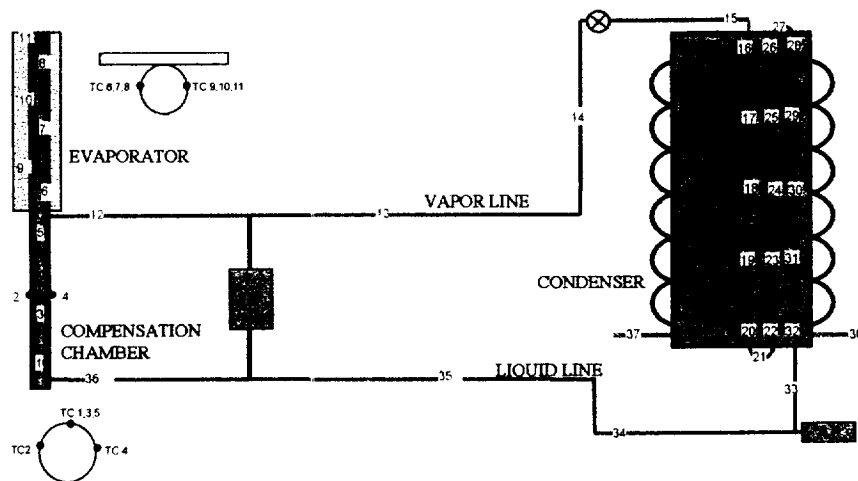 15
27
11
16 26 28
8
TC 6,7,8
TC 9,10,11
10
14
17 25 29
7
EVAPORATOR
9
6
18 24 30
12
13
VAPOR LINE
5
19 23 31
CONDENSER
2
4
3
COMPENSATION
CHAMBER
37
20 22 32
21
1
36
35
LIQUID LINE
33
TC 1,3,5
TC2
TC 4
34